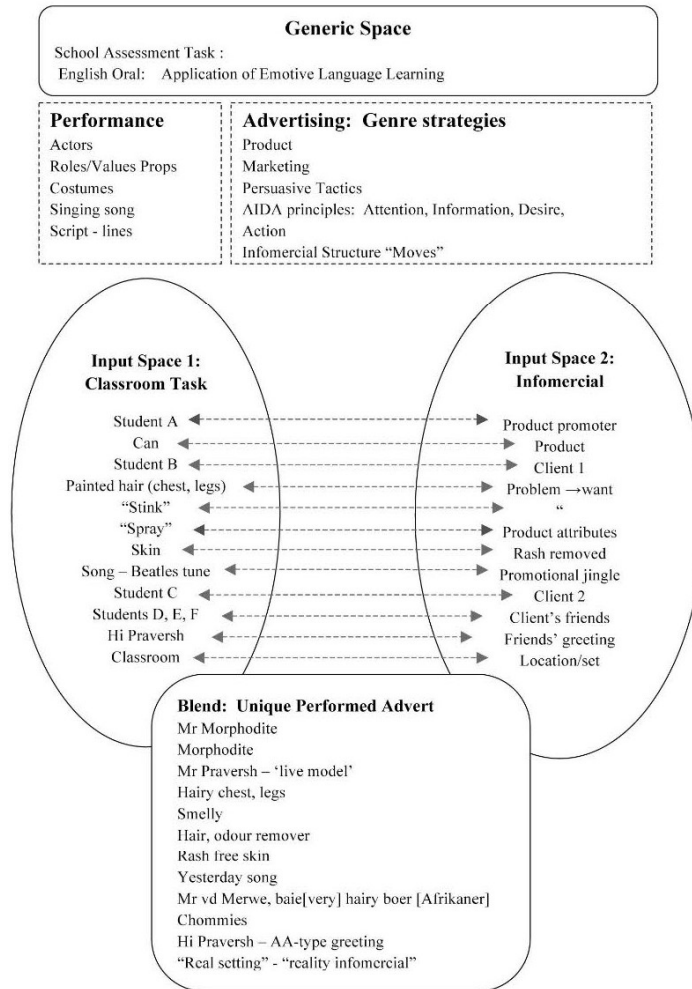 Generic Space
School Assessment Task :
English Oral: Application of Emotive Language Learning
Performance
Actors
Roles/Values Props
Costumes
Singing song
Script - lines
Advertising: Genre strategies
Product
Marketing
Persuasive Tactics
AIDA principles: Attention, Information, Desire,
Action
Infomercial Structure “Moves”
Input Space 1:
Classroom Task
Student A
Can
Student B
Painted hair (chest, legs)
“Stink”
“Spray”
Skin
Song – Beatles tune
Student C
Students D, E, F
Hi Praversh
Classroom
Input Space 2:
Infomercial
Product promoter
Product
Client 1
Problem →want
“
Product attributes
Rash removed
Promotional jingle
Client 2
Client’s friends
Friends’ greeting
Location/set
Blend: Unique Performed Advert
Mr Morphodite
Morphodite
Mr Praversh – ‘live model’
Hairy chest, legs
Smelly
Hair, odour remover
Rash free skin
Yesterday song
Mr vd Merwe, baie[very] hairy boer [Afrikaner]
Chommies
Hi Praversh – AA-type greeting
“Real setting” - “reality infomercial”